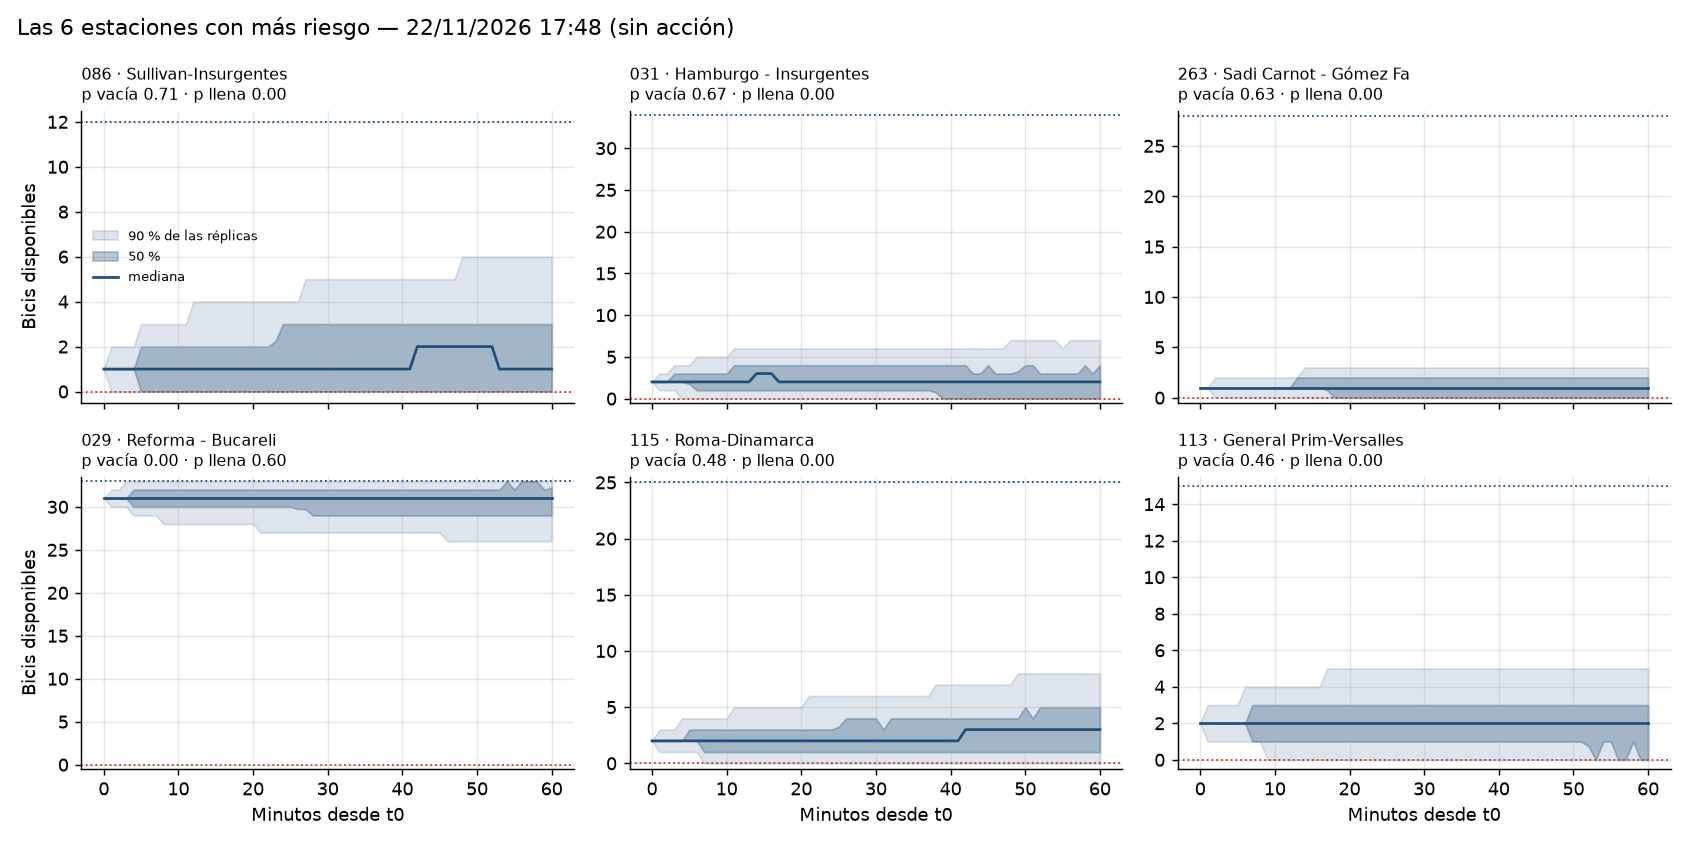 Las 6 estaciones con más riesgo — 22/11/2026 17:48 (sin acción)
086 · Sullivan-Insurgentes
p vacía 0.71 · p llena 0.00
12
10
8
6
4
2
0
Bicis disponibles
90 % de las réplicas
50 %
mediana
031 · Hamburgo - Insurgentes
p vacía 0.67 · p llena 0.00
30
25
20
15
10
5
0
263 · Sadi Carnot - Gómez Fa
p vacía 0.63 · p llena 0.00
25
20
15
10
5
0
029 · Reforma - Bucareli
p vacía 0.00 · p llena 0.60
30
25
20
15
10
5
0
Bicis disponibles
0 10 20 30 40 50 60
Minutos desde t0
115 · Roma-Dinamarca
p vacía 0.48 · p llena 0.00
25
20
15
10
5
0
0 10 20 30 40 50 60
Minutos desde t0
113 · General Prim-Versalles
p vacía 0.46 · p llena 0.00
14
12
10
8
6
4
2
0
0 10 20 30 40 50 60
Minutos desde t0